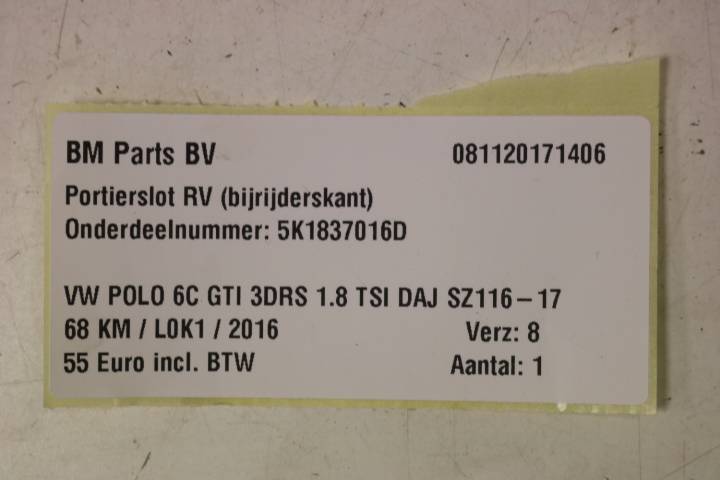 BM Parts BV 081120171406
Portierslot RV (bijrijderskant)
Onderdeelnummer: 5K1837016D
VW POLO 6C GTI 3DRS 1.8 TSI DAJ SZ116-17
68 KM / L0K1 / 2016 Verz: 8
55 Euro incl. BTW Aantal: 1